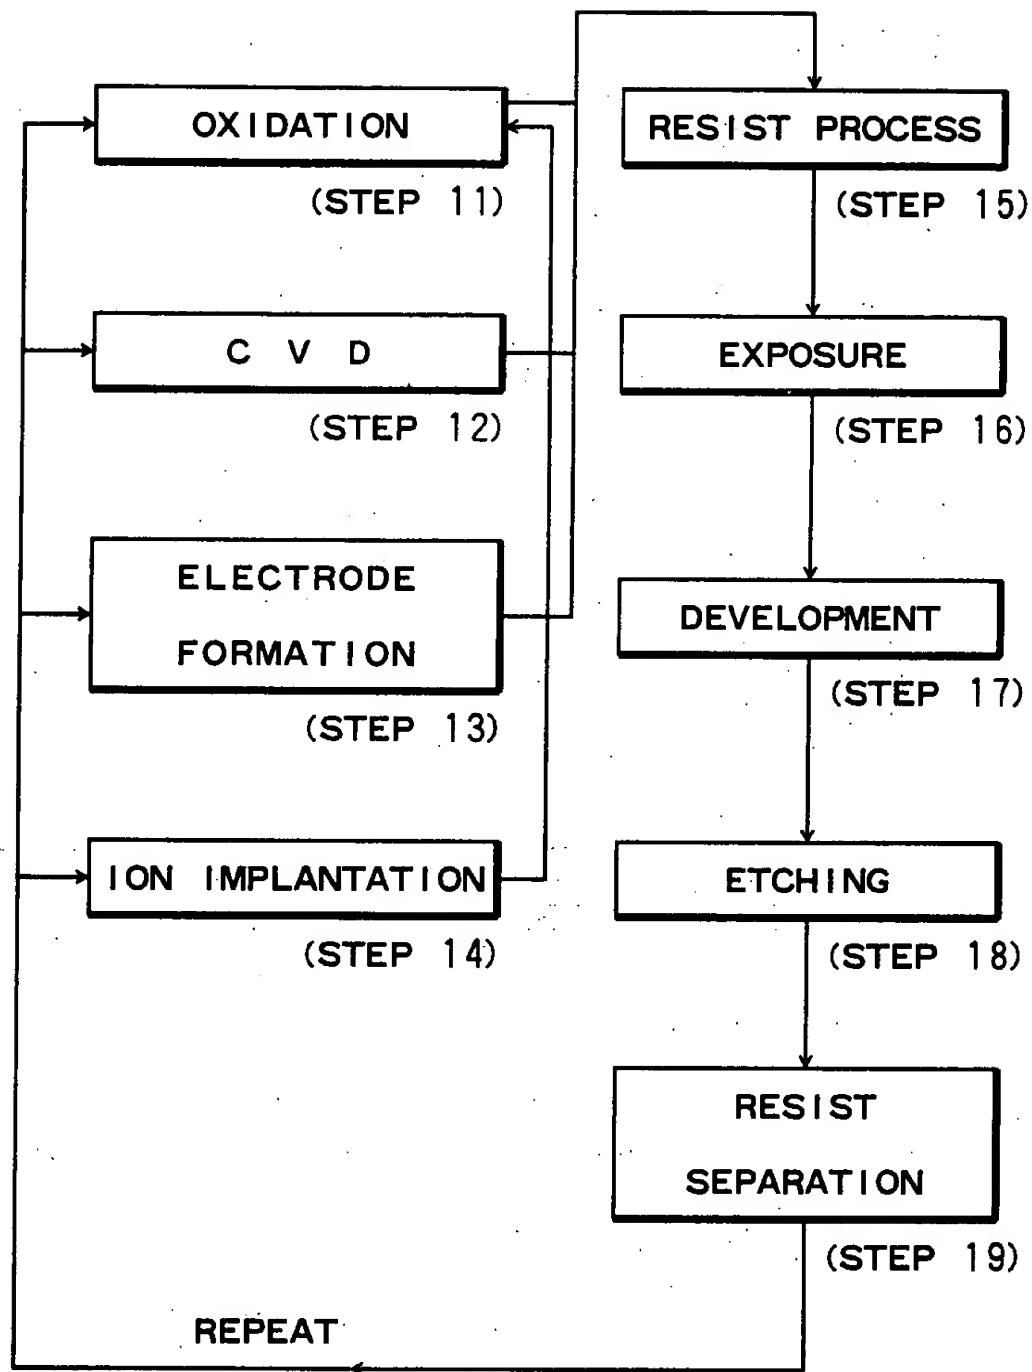 OXIDATION
(STEP 11)
C V D
(STEP 12)
ELECTRODE
FORMATION
(STEP 13)
ION IMPLANTATION
(STEP 14)
RESIST PROCESS
(STEP 15)
EXPOSURE
(STEP 16)
DEVELOPMENT
(STEP 17)
ETCHING
(STEP 18)
RESIST
SEPARATION
(STEP 19)
REPEAT